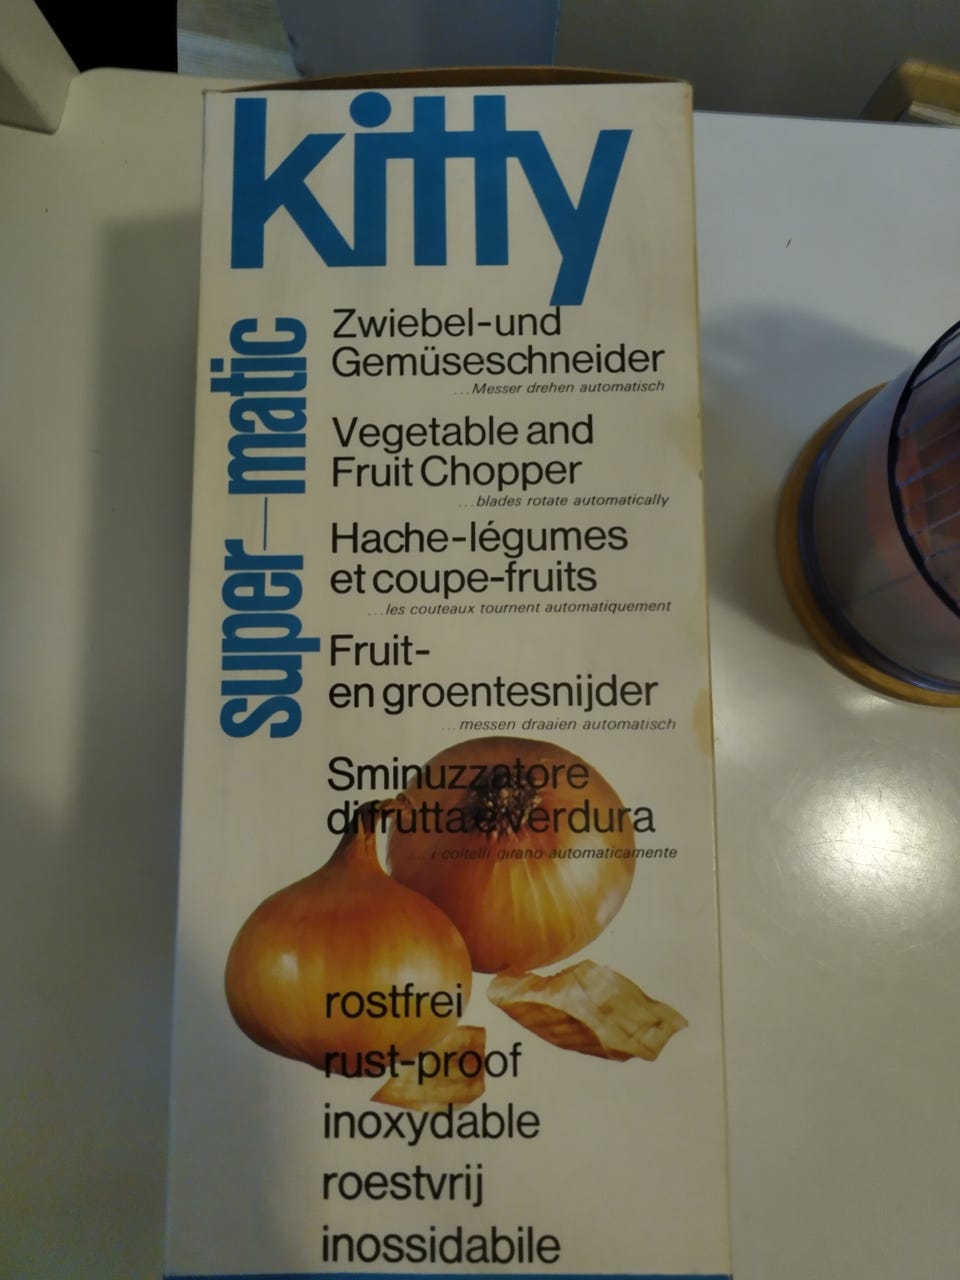 kitty
super-matic
Zwiebel-und
Gemüseschneider
...Messer drehen automatisch
Vegetable and
Fruit Chopper
...blades rotate automatically
Hache-légumes
et coupe-fruits
...les couteaux tournent automatiquement
Fruit-
en groentesnijder
...messen draaien automatisch
Sminuzzatore
di frutta e verdura
...i coltelli girano automaticamente
rostfrei
rust-proof
inoxydable
roestvrij
inossidabile